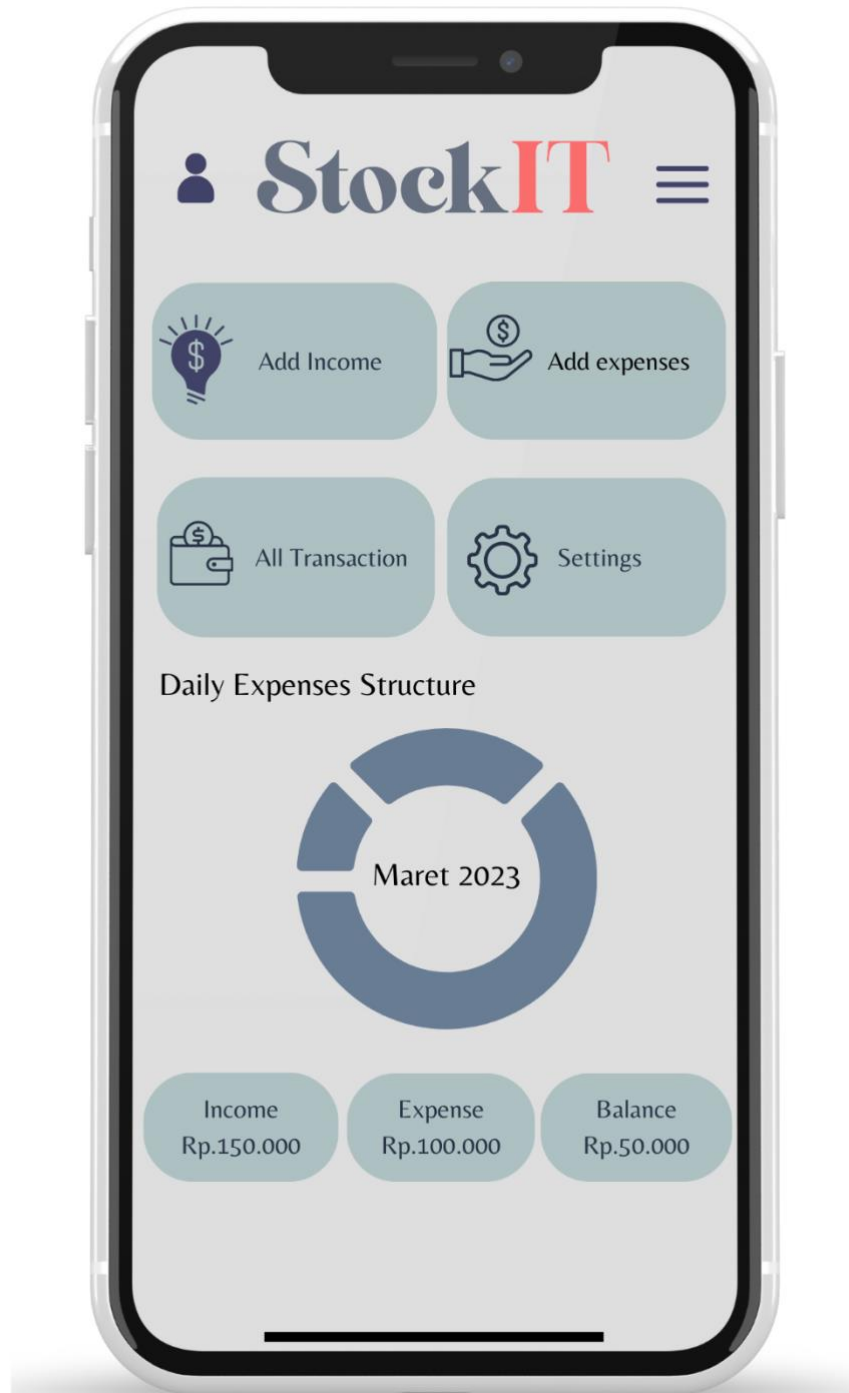 StockIT
Add Income
Add expenses
All Transaction
Settings
Daily Expenses Structure
Maret 2023
Income
Rp.150.000
Expense
Rp.100.000
Balance
Rp.50.000